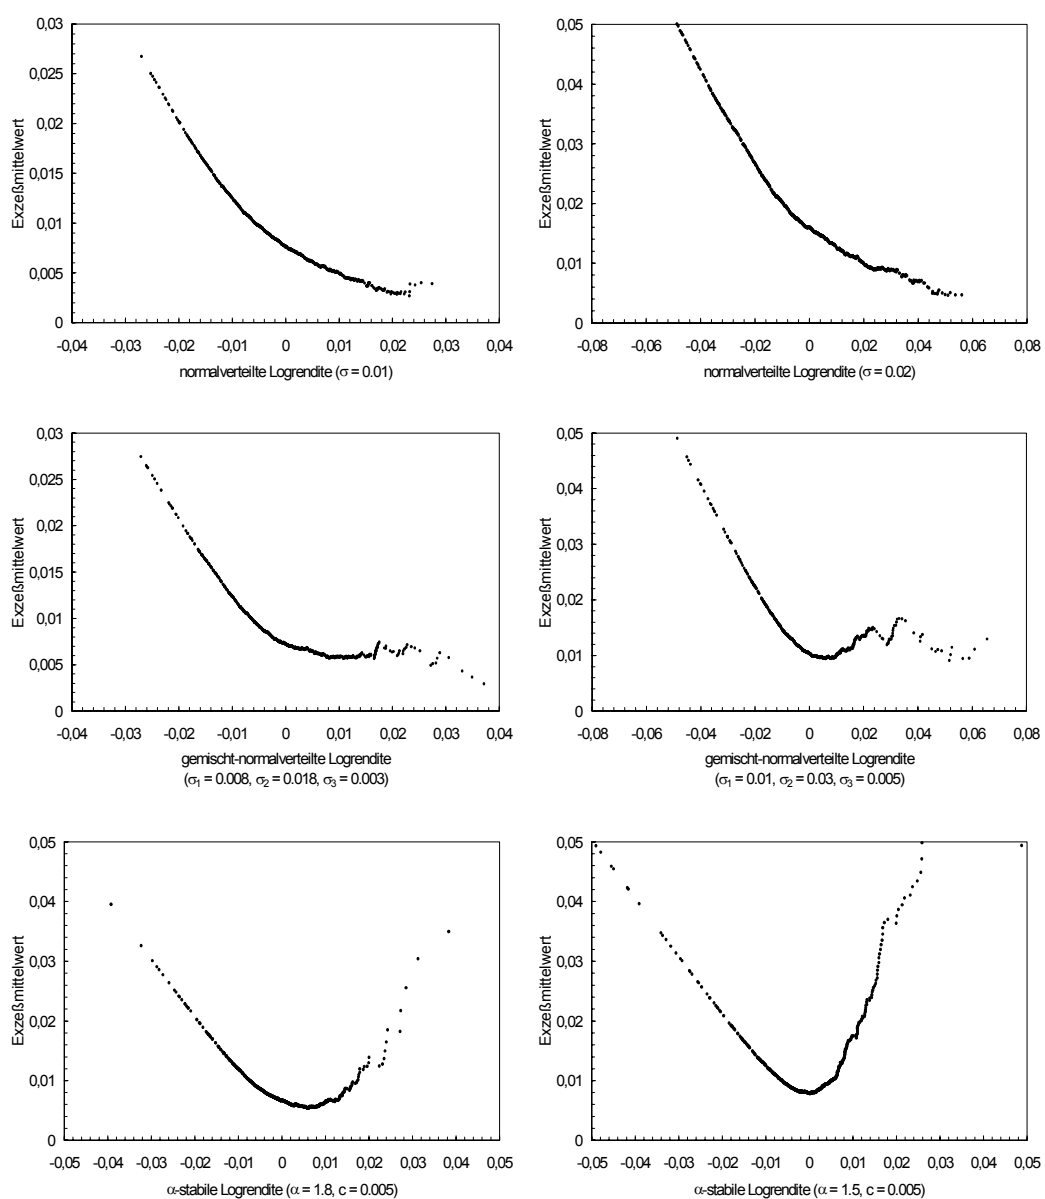 0,03
0,025
0,02
0,015
0,01
0,005
0
Exzeßmittelwert
-0,04 -0,03 -0,02 -0,01 0 0,01 0,02 0,03 0,04
normalverteilte Logrendite (σ = 0.01)
0,05
0,04
0,03
0,02
0,01
0
Exzeßmittelwert
-0,08 -0,06 -0,04 -0,02 0 0,02 0,04 0,06 0,08
normalverteilte Logrendite (σ = 0.02)
0,03
0,025
0,02
0,015
0,01
0,005
0
Exzeßmittelwert
-0,04 -0,03 -0,02 -0,01 0 0,01 0,02 0,03 0,04
gemischt-normalverteilte Logrendite
(σ₁ = 0.008, σ₂ = 0.018, σ₃ = 0.003)
0,05
0,04
0,03
0,02
0,01
0
Exzeßmittelwert
-0,08 -0,06 -0,04 -0,02 0 0,02 0,04 0,06 0,08
gemischt-normalverteilte Logrendite
(σ₁ = 0.01, σ₂ = 0.03, σ₃ = 0.005)
0,05
0,04
0,03
0,02
0,01
0
Exzeßmittelwert
-0,05 -0,04 -0,03 -0,02 -0,01 0 0,01 0,02 0,03 0,04 0,05
α-stabile Logrendite (α = 1.8, c = 0.005)
0,05
0,04
0,03
0,02
0,01
0
Exzeßmittelwert
-0,05 -0,04 -0,03 -0,02 -0,01 0 0,01 0,02 0,03 0,04 0,05
α-stabile Logrendite (α = 1.5, c = 0.005)